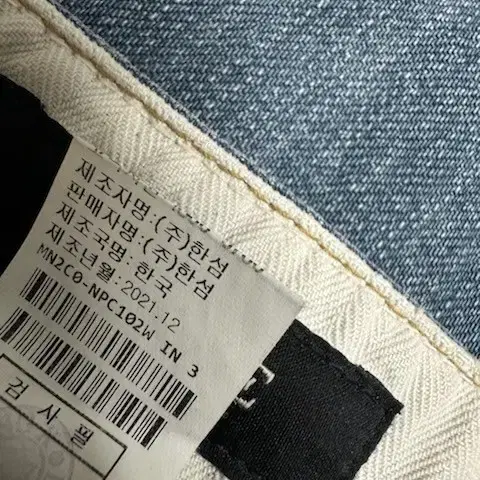 제조자명:(주)한섬
판매자명:(주)한섬
제조국명: 한국
제조년월:2021.12
MN2C0-NPC102W IN 3
검사필
E